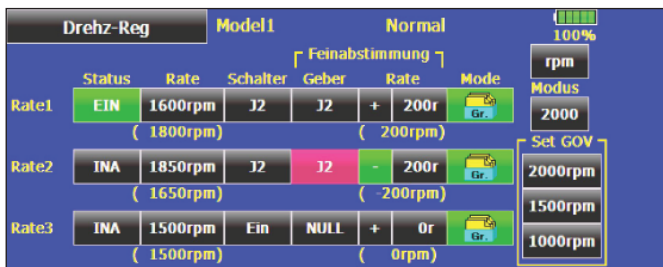 Drehz-Reg Model1 Normal 100%
Feinabstimmung rpm
Status Rate Schalter Geber Rate Mode Modus
Rate1 EIN 1600rpm J2 J2 + 200r Gr. 2000
( 1800rpm) ( 200rpm) Set GOV
Rate2 INA 1850rpm J2 J2 - 200r Gr. 2000rpm
( 1650rpm) ( -200rpm) 1500rpm
Rate3 INA 1500rpm Ein NULL + 0r Gr. 1000rpm
( 1500rpm) ( 0rpm)